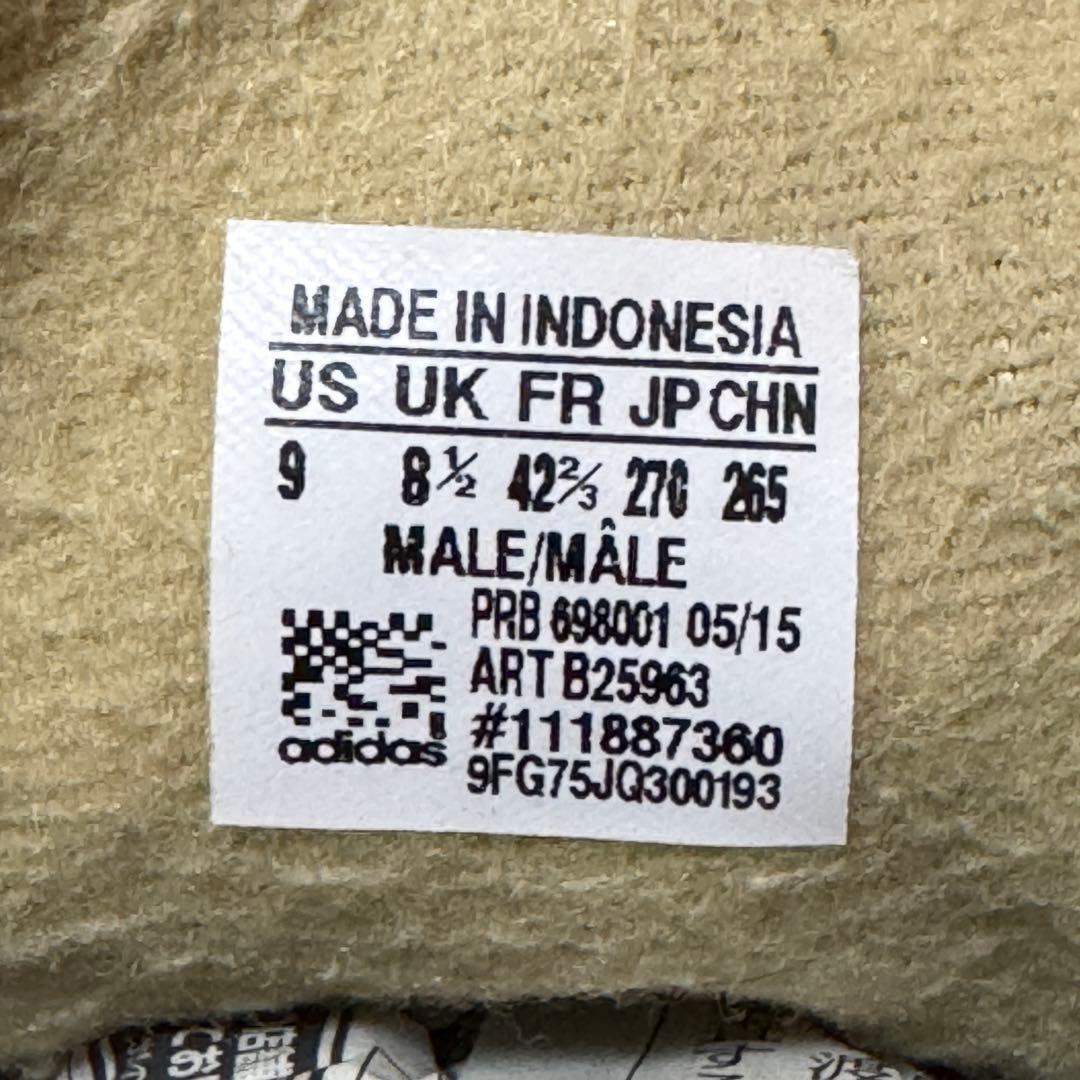 MADE IN INDONESIA
US UK FR JP CHN
9 8½ 42⅔ 270 265
MALE/MÂLE
PRB 698001 05/15
ART B25963
#111887360
adidas
9FG75JQ300193